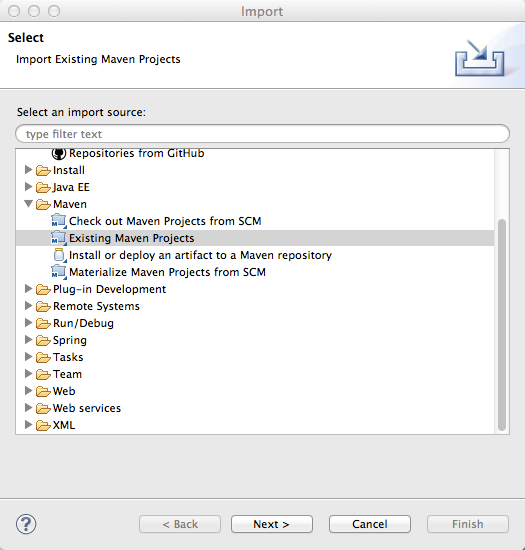 Import
Select
Import Existing Maven Projects
Select an import source:
type filter text
Repositories from GitHub
Install
Java EE
Maven
Check out Maven Projects from SCM
Existing Maven Projects
Install or deploy an artifact to a Maven repository
Materialize Maven Projects from SCM
Plug-in Development
Remote Systems
Run/Debug
Spring
Tasks
Team
Web
Web services
XML
? < Back Next > Cancel Finish